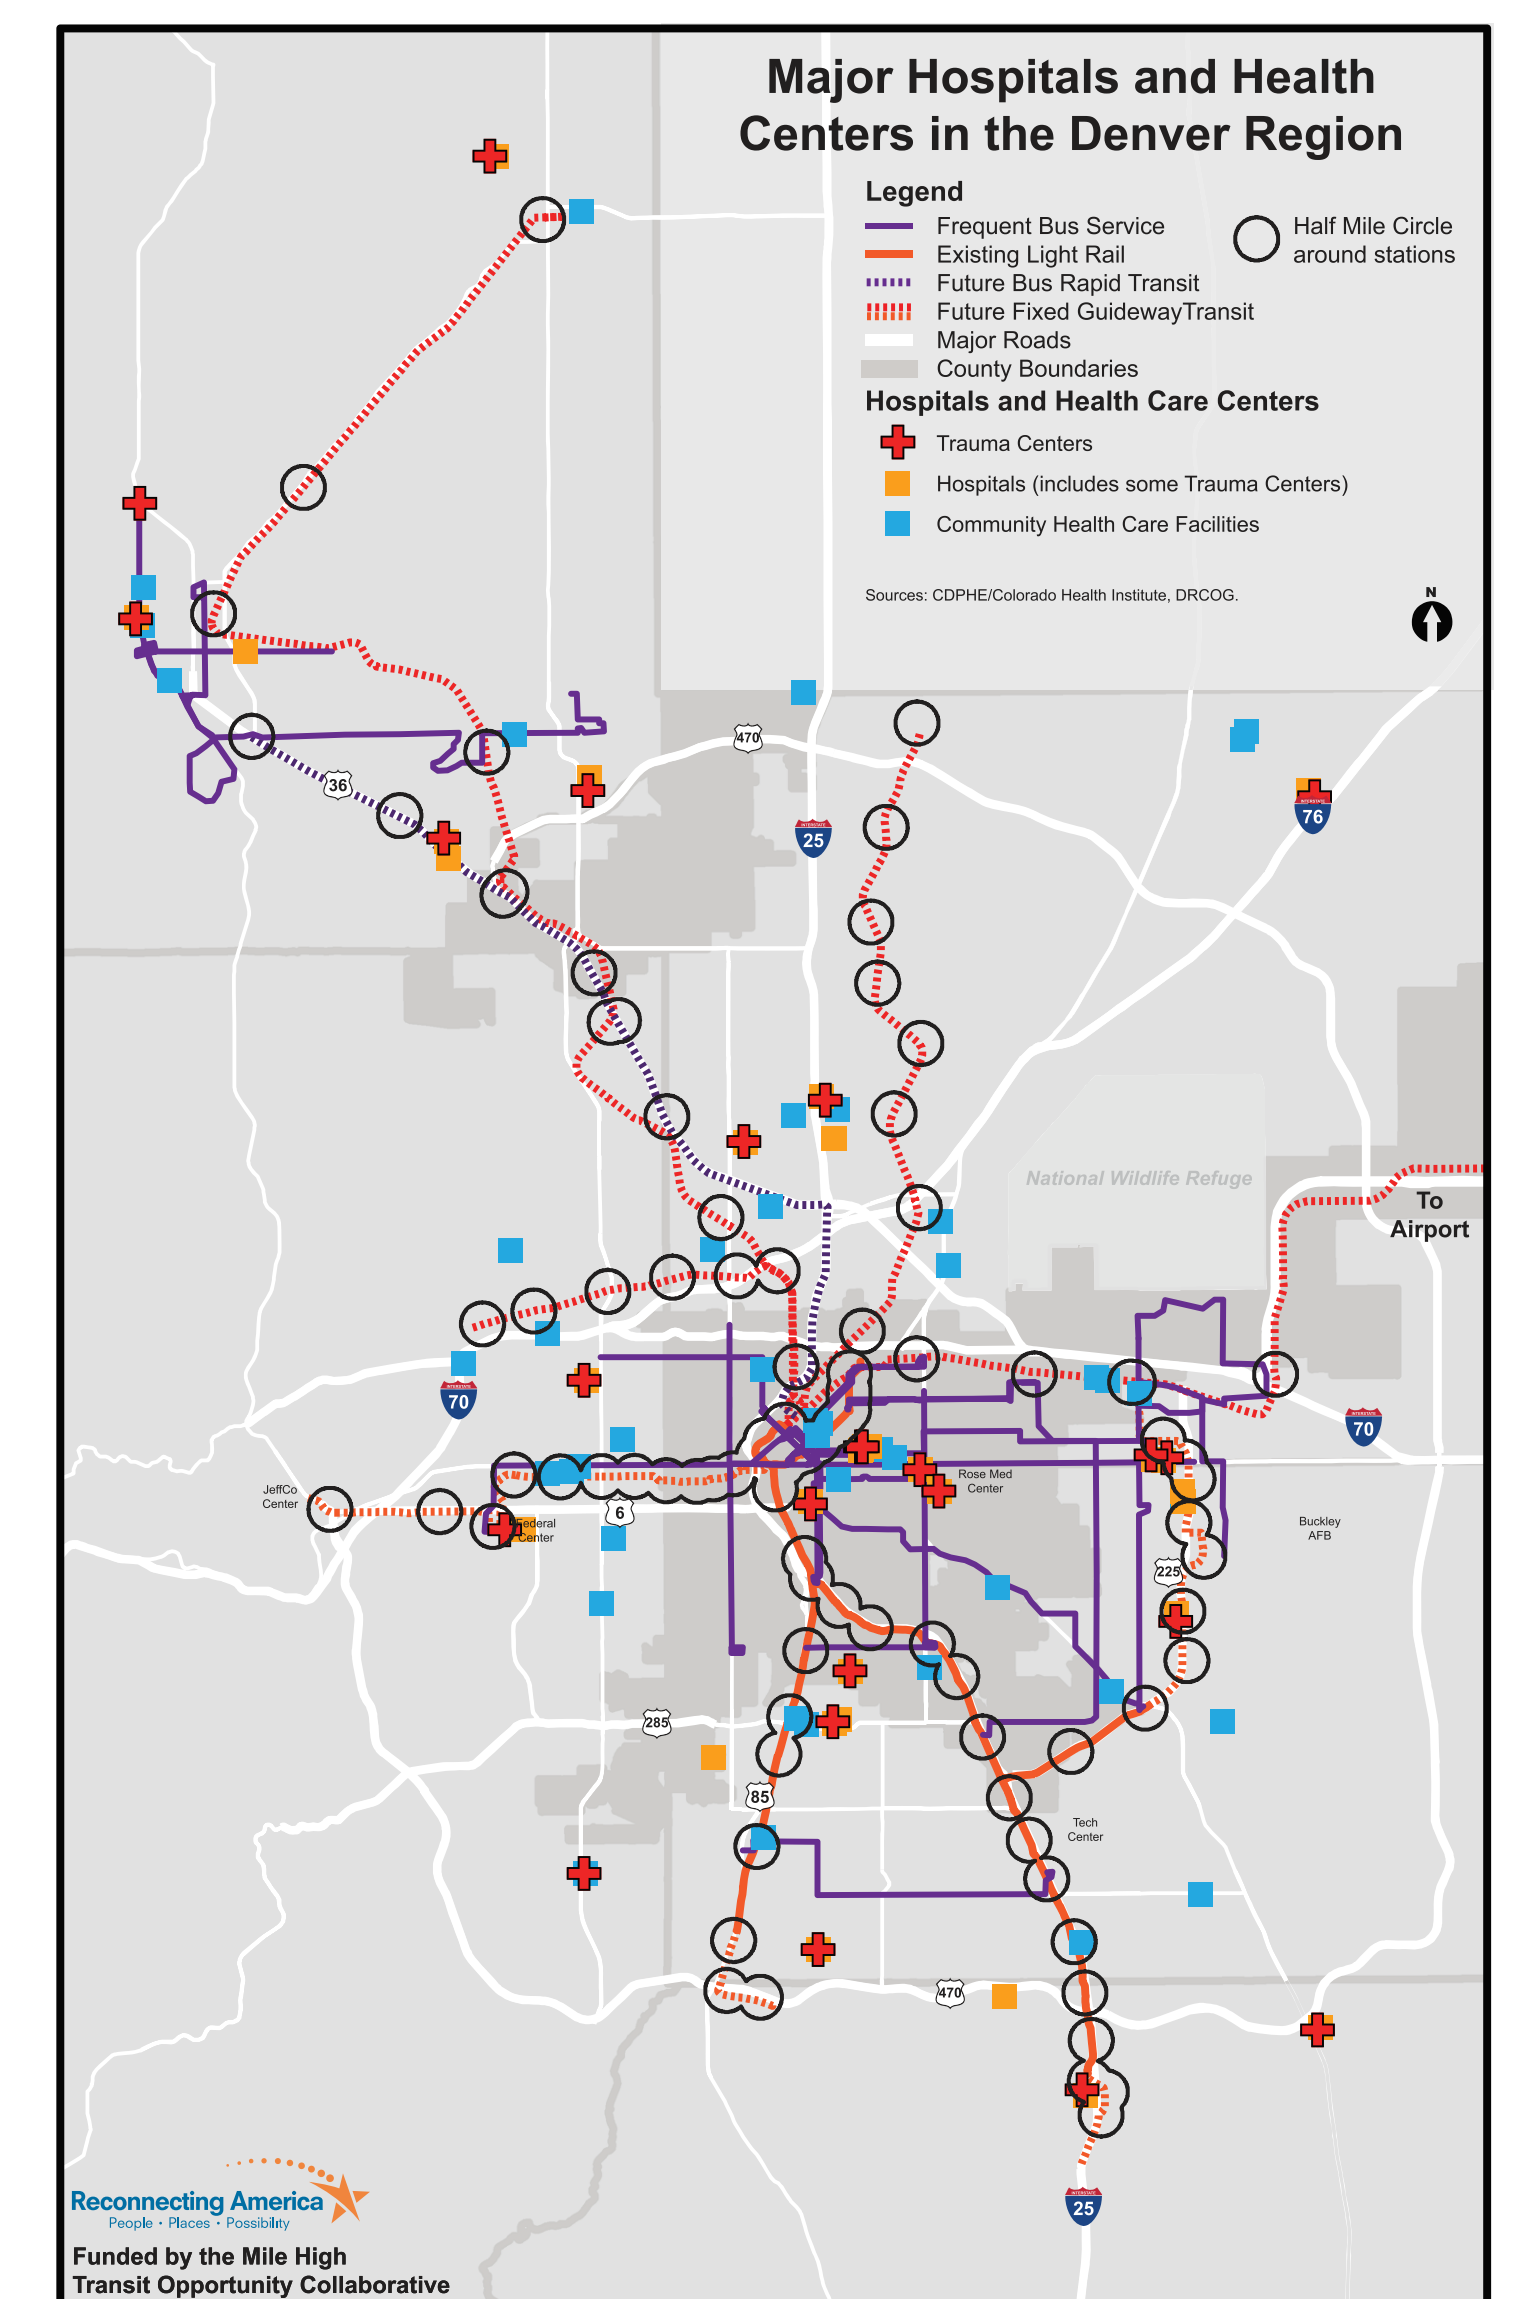 Major Hospitals and Health
Centers in the Denver Region
Legend
Frequent Bus Service
Existing Light Rail
Future Bus Rapid Transit
Future Fixed GuidewayTransit
Major Roads
County Boundaries
Half Mile Circle
around stations
Hospitals and Health Care Centers
Trauma Centers
Hospitals (includes some Trauma Centers)
Community Health Care Facilities
Sources: CDPHE/Colorado Health Institute, DRCOG.
N
470
36
INTERSTATE
25
INTERSTATE
76
National Wildlife Refuge
To
Airport
INTERSTATE
70
INTERSTATE
70
JeffCo
Center
6
Federal
Center
Rose Med
Center
Buckley
AFB
225
285
85
Tech
Center
470
INTERSTATE
25
Reconnecting America
People • Places • Possibility
Funded by the Mile High
Transit Opportunity Collaborative